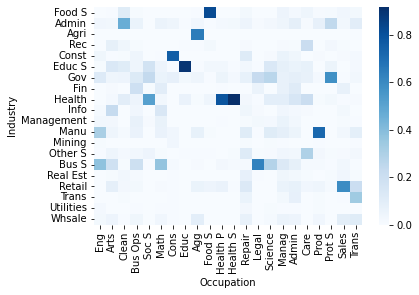 Food S
Admin
Agri
Rec
Const
Educ S
Gov
Fin
Health
Info
Management
Manu
Mining
Other S
Bus S
Real Est
Retail
Trans
Utilities
Whsale
Industry
Eng
Arts
Clean
Bus Ops
Soc S
Math
Cons
Educ
Agg
Food S
Health P
Health S
Repair
Legal
Science
Manag
Admin
Care
Prod
Prot S
Sales
Trans
Occupation
0.8
0.6
0.4
0.2
0.0